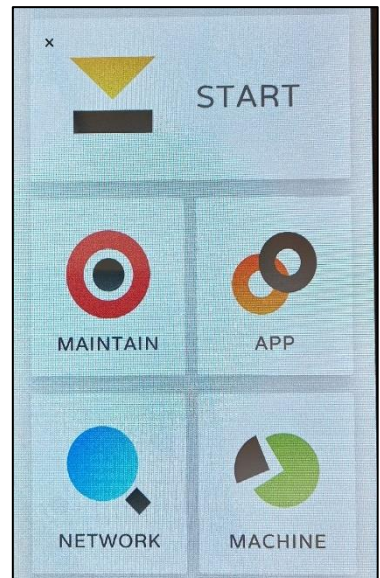 ×
START
MAINTAIN
APP
NETWORK
MACHINE